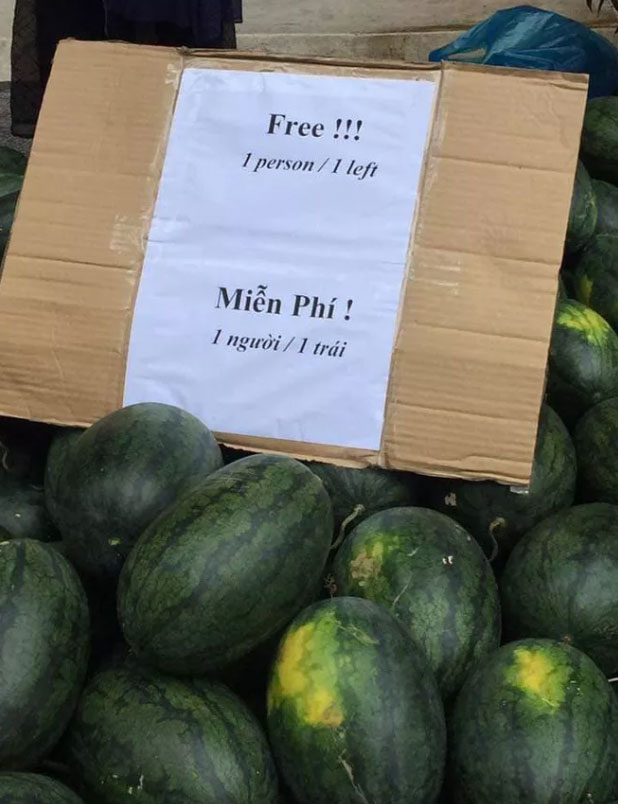 Free !!!
1 person / 1 left
Miễn Phí !
1 người / 1 trái